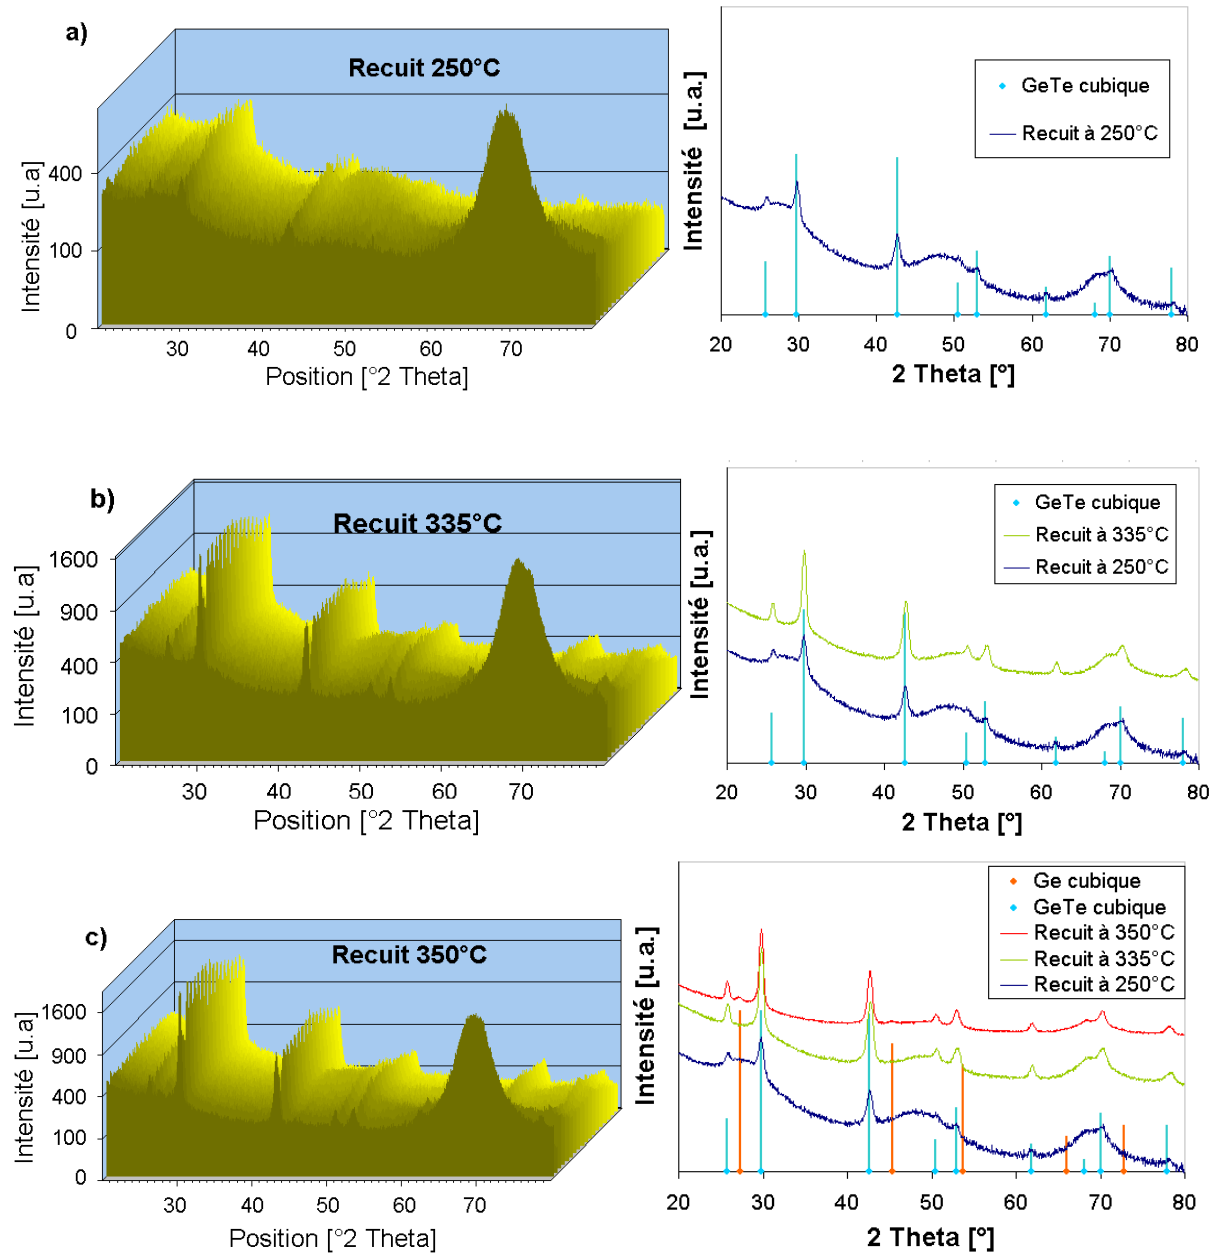 a)
Recuit 250°C
Intensité [u.a]
400
100
0
30 40 50 60 70
Position [°2 Theta]
Intensité [u.a.]
GeTe cubique
Recuit à 250°C
20 30 40 50 60 70 80
2 Theta [°]
b)
Recuit 335°C
Intensité [u.a]
1600
900
400
100
0
30 40 50 60 70
Position [°2 Theta]
Intensité [u.a.]
GeTe cubique
Recuit à 335°C
Recuit à 250°C
20 30 40 50 60 70 80
2 Theta [°]
c)
Recuit 350°C
Intensité [u.a]
1600
900
400
100
0
30 40 50 60 70
Position [°2 Theta]
Intensité [u.a.]
Ge cubique
GeTe cubique
Recuit à 350°C
Recuit à 335°C
Recuit à 250°C
20 30 40 50 60 70 80
2 Theta [°]